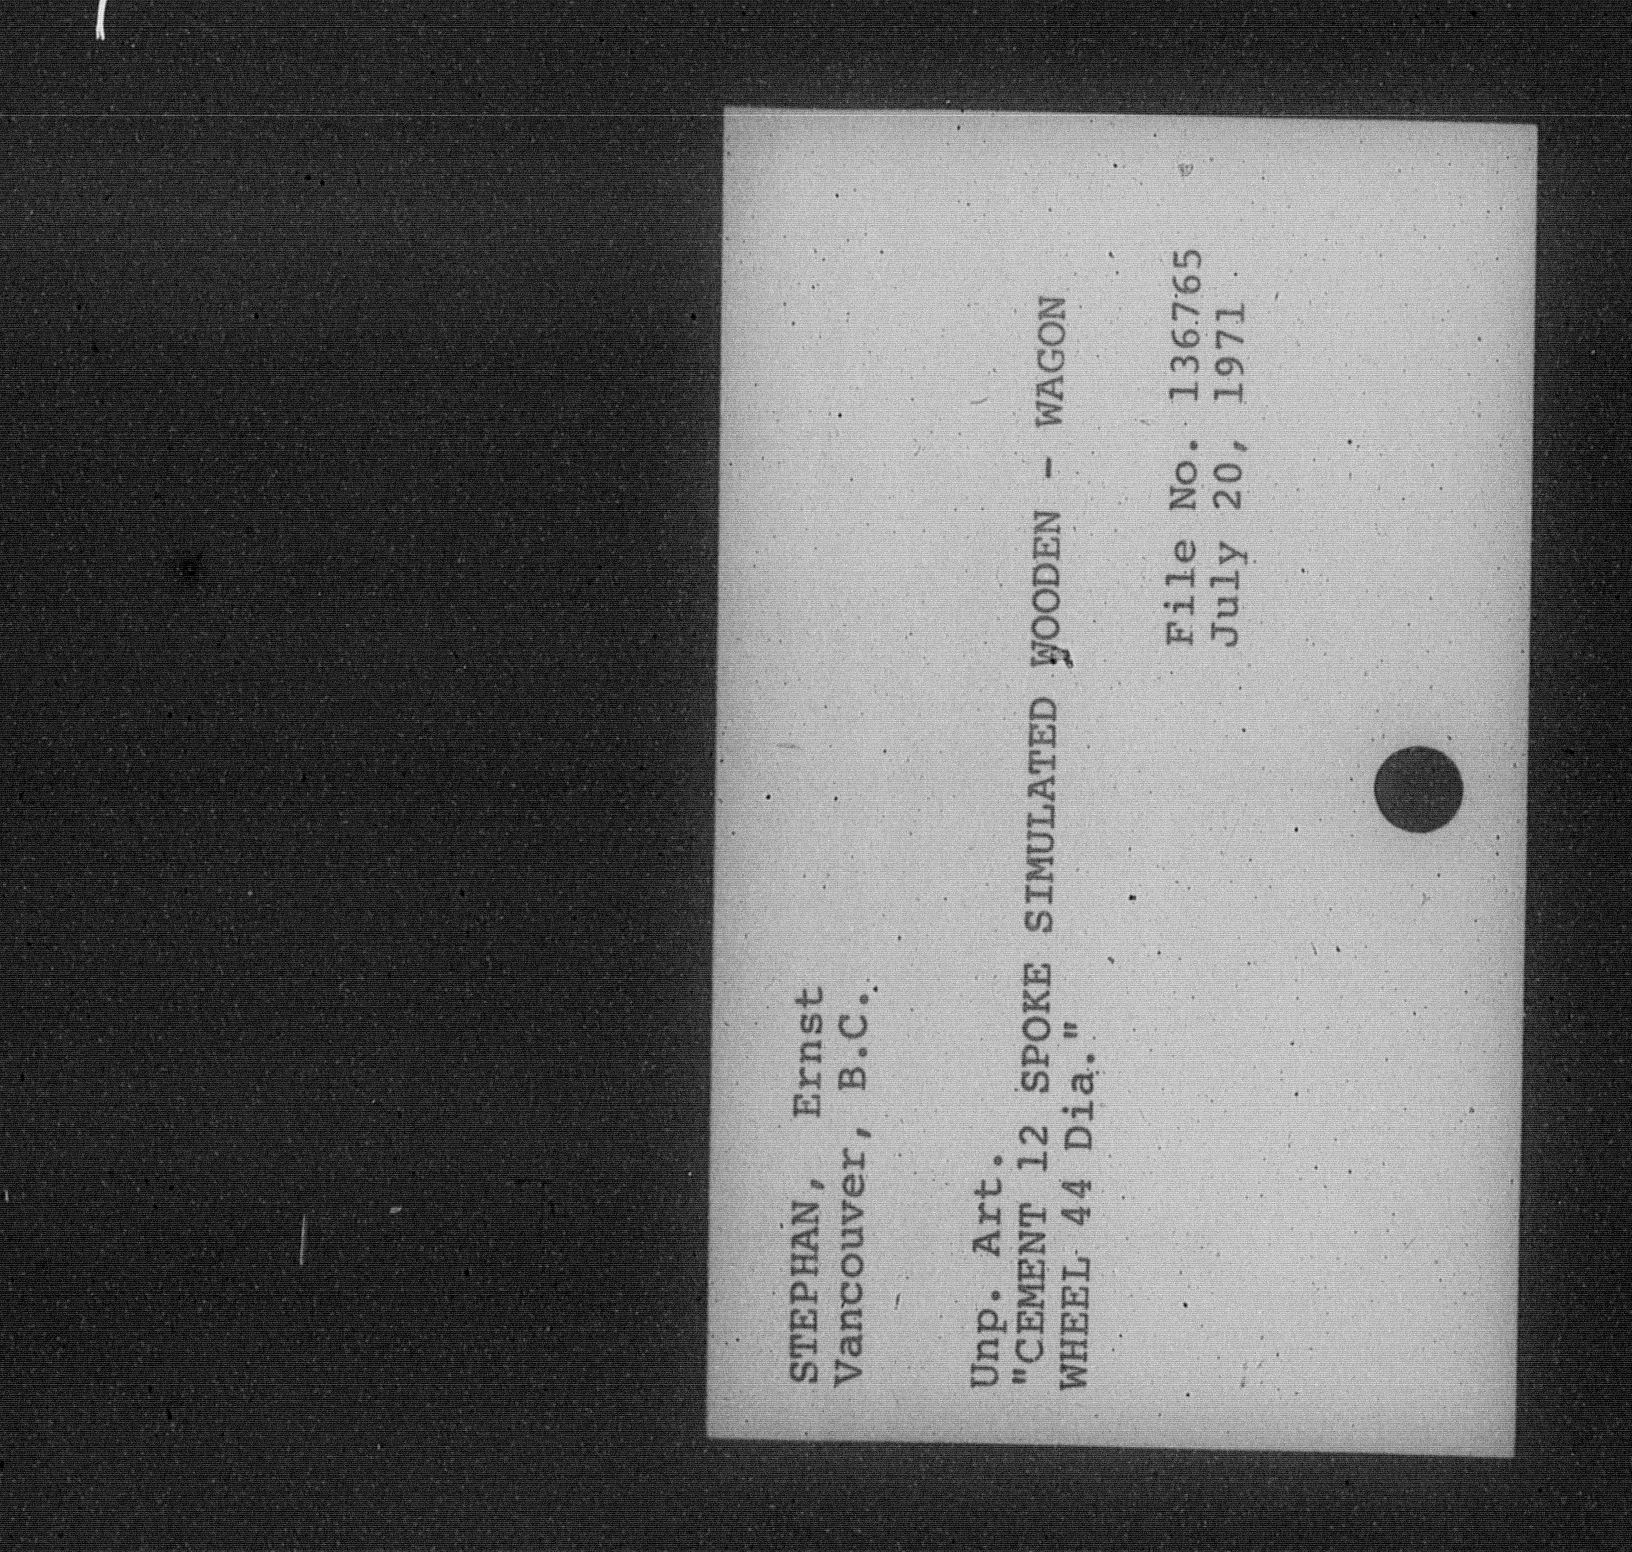 STEPHAN, Ernst
Vancouver, B.C.
Unp. Art.
"CEMENT 12 SPOKE SIMULATED WOODEN - WAGON
WHEEL 44 Dia."
File No. 136765
July 20, 1971